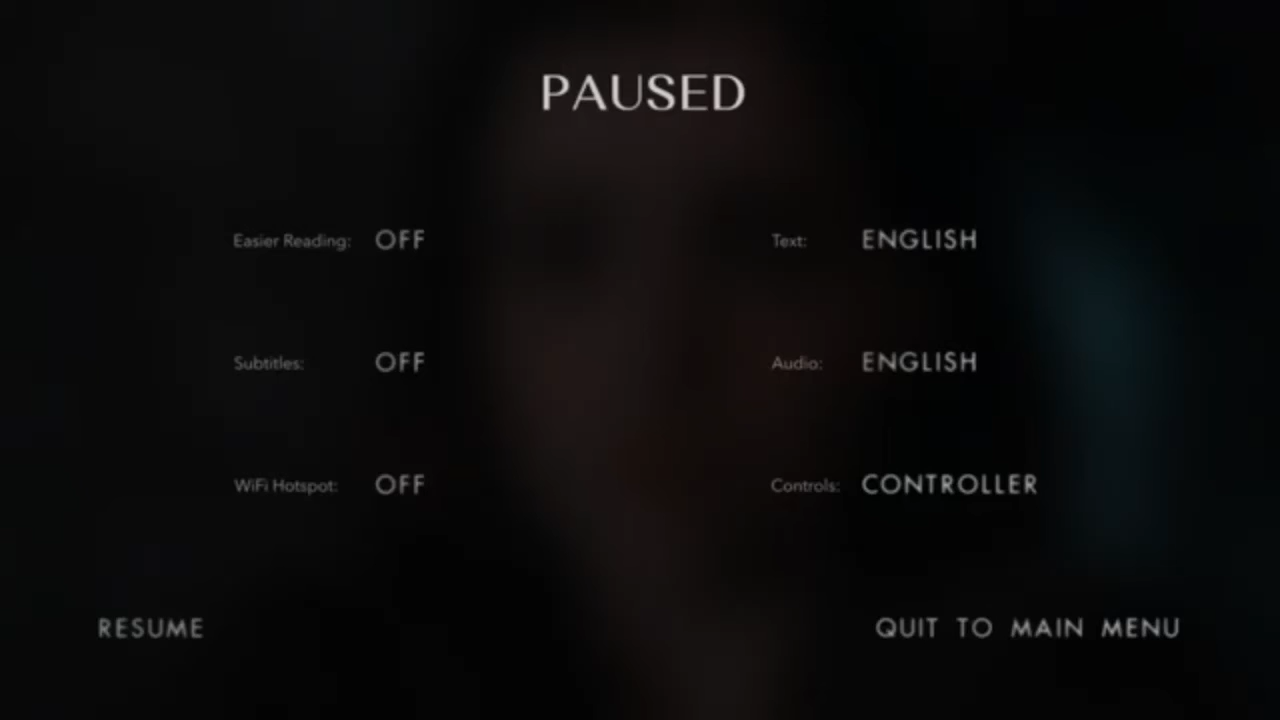 PAUSED
Easier Reading: OFF
Text: ENGLISH
Subtitles: OFF
Audio: ENGLISH
WiFi Hotspot: OFF
Controls: CONTROLLER
RESUME
QUIT TO MAIN MENU